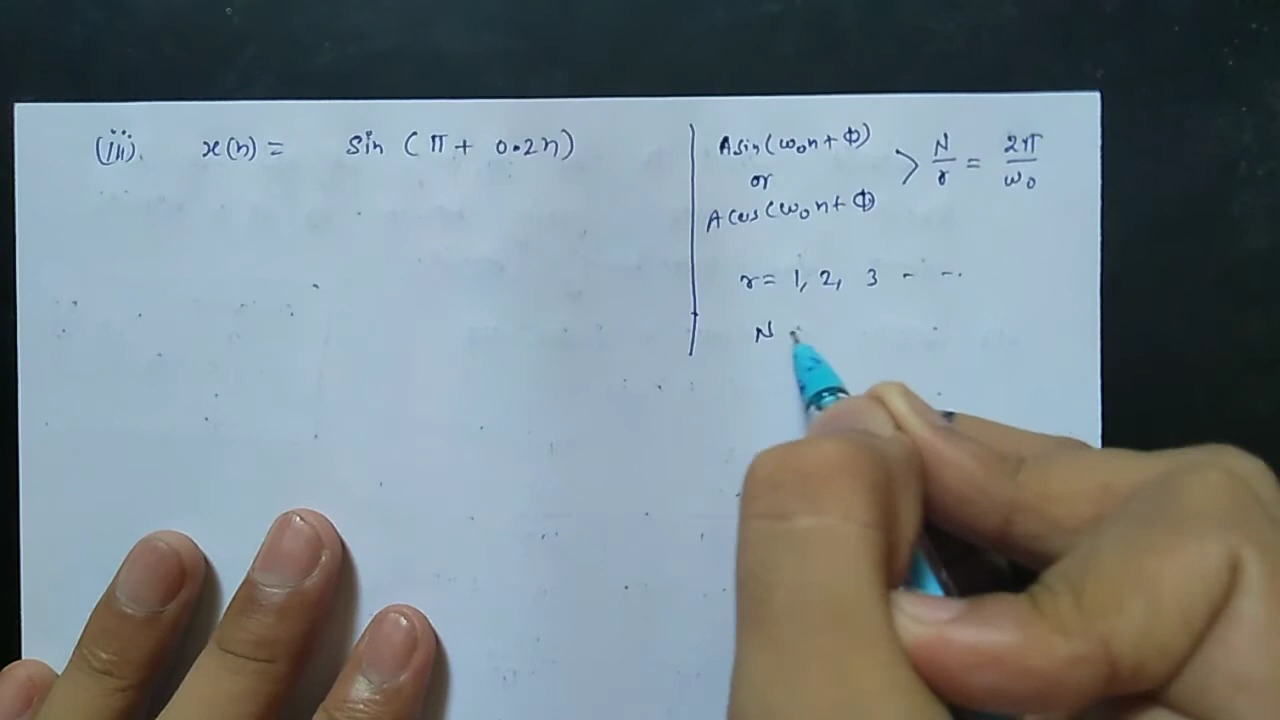 (iii). x(n) = sin (π + 0.2n)
A sin(ω₀n + Φ)
or
A cos(ω₀n + Φ)
> N/r = 2π/ω₀
r = 1, 2, 3 - -.
N